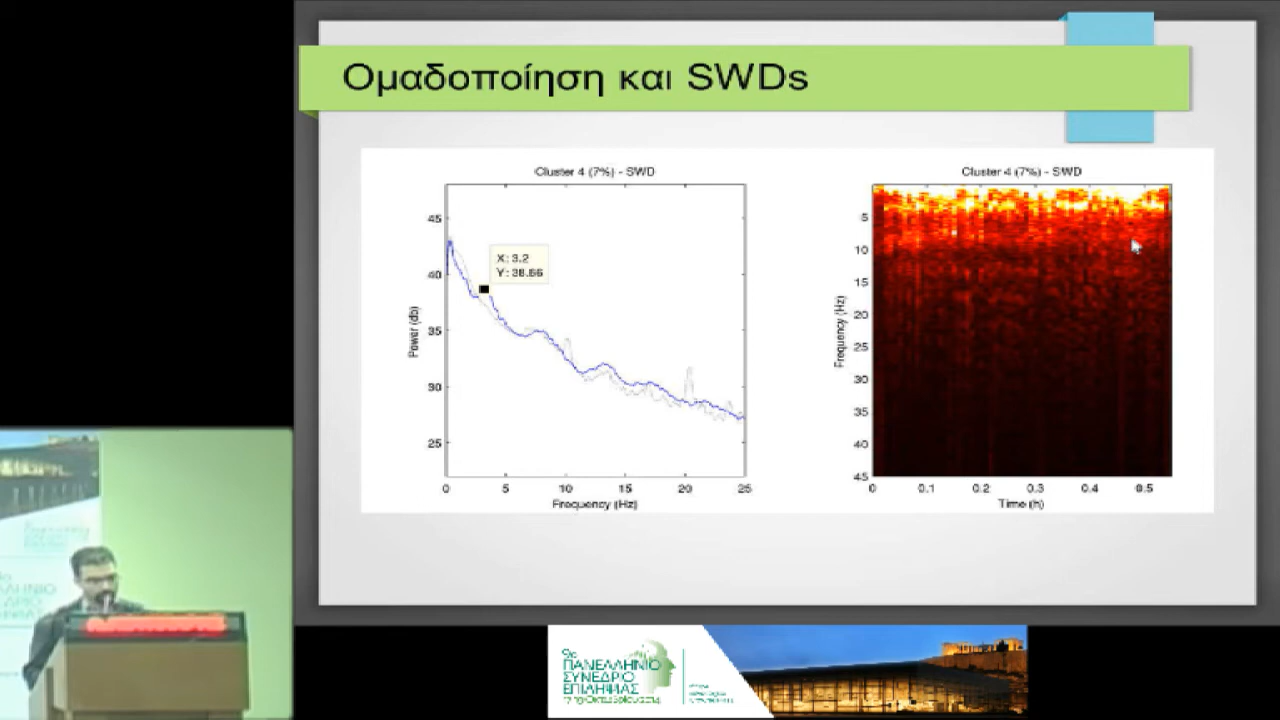 Ομαδοποίηση και SWDs
Cluster 4 (7%) - SWD
45
40
35
30
25
Power (db)
X: 3.2
Y: 38.66
0 5 10 15 20 25
Frequency (Hz)
Cluster 4 (7%) - SWD
5
10
15
20
25
30
35
40
45
Frequency (Hz)
0 0.1 0.2 0.3 0.4 0.5
Time (h)
9ο
ΠΑΝΕΛΛΗΝΙΟ
ΣΥΝΕΔΡΙΟ
ΕΠΙΛΗΨΙΑΣ